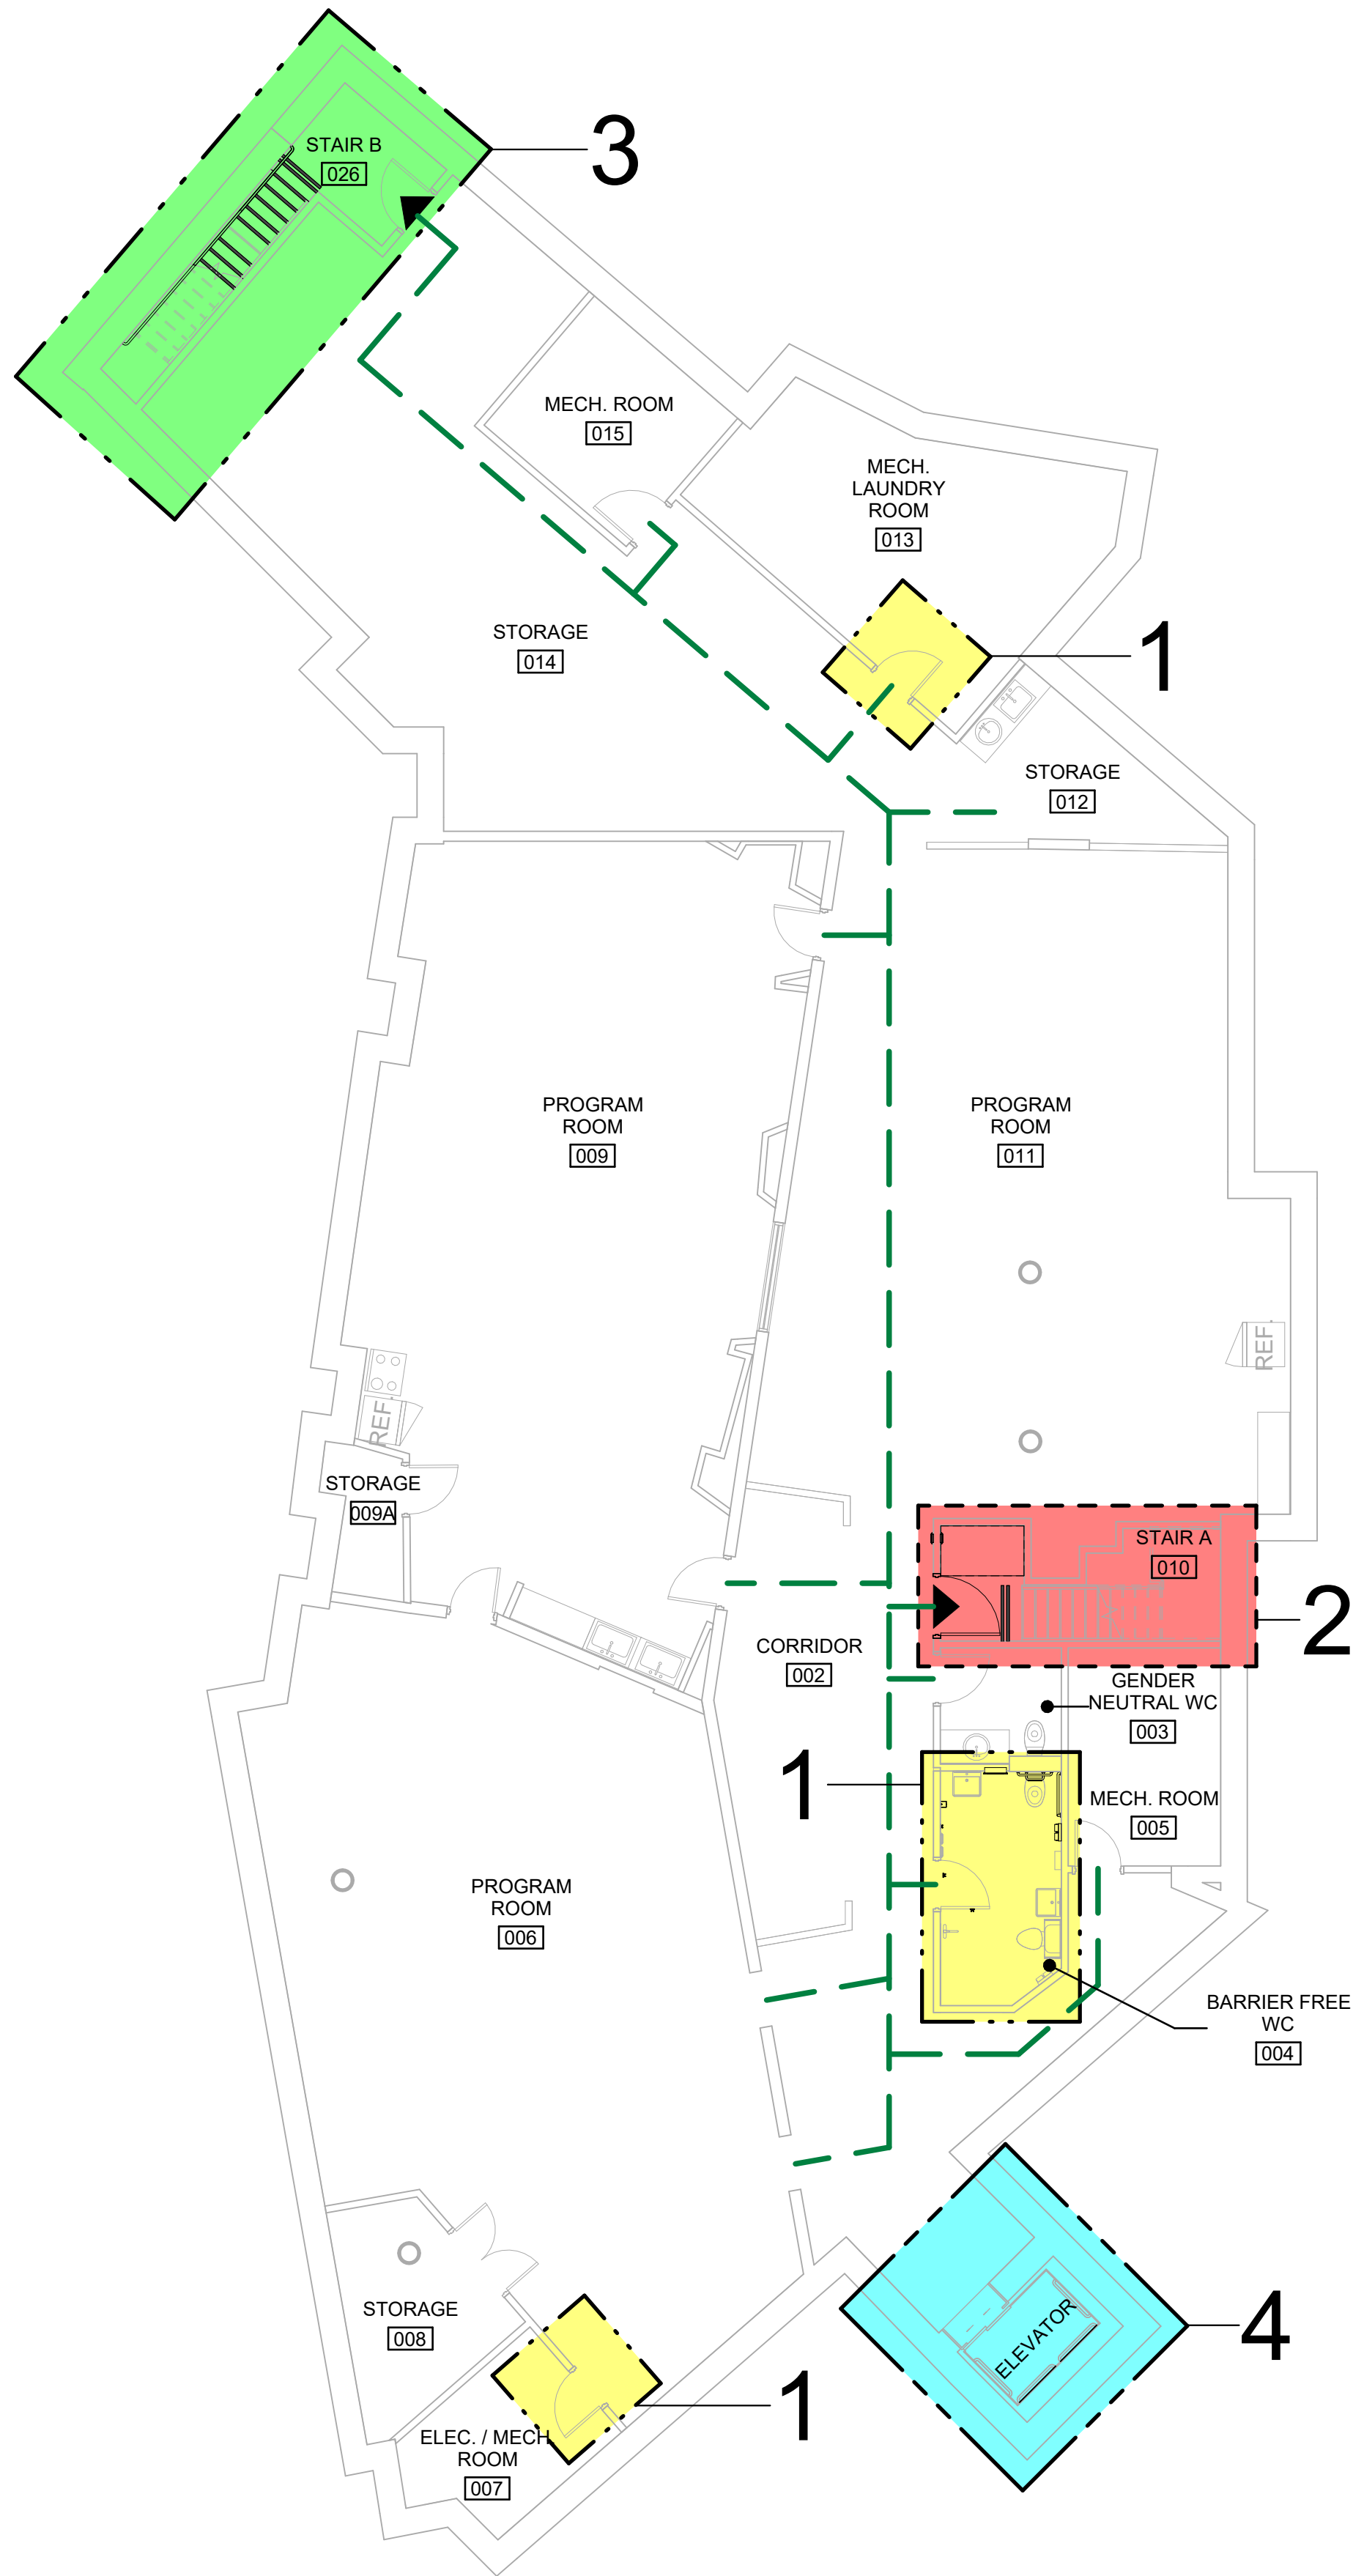 STAIR B
026
3
MECH. ROOM
015
MECH.
LAUNDRY
ROOM
013
STORAGE
014
1
STORAGE
012
PROGRAM
ROOM
009
PROGRAM
ROOM
011
REF.
REF.
STORAGE
009A
STAIR A
010
2
CORRIDOR
002
GENDER
NEUTRAL WC
003
1
MECH. ROOM
005
PROGRAM
ROOM
006
BARRIER FREE
WC
004
STORAGE
008
ELEVATOR
4
1
ELEC. / MECH
ROOM
007